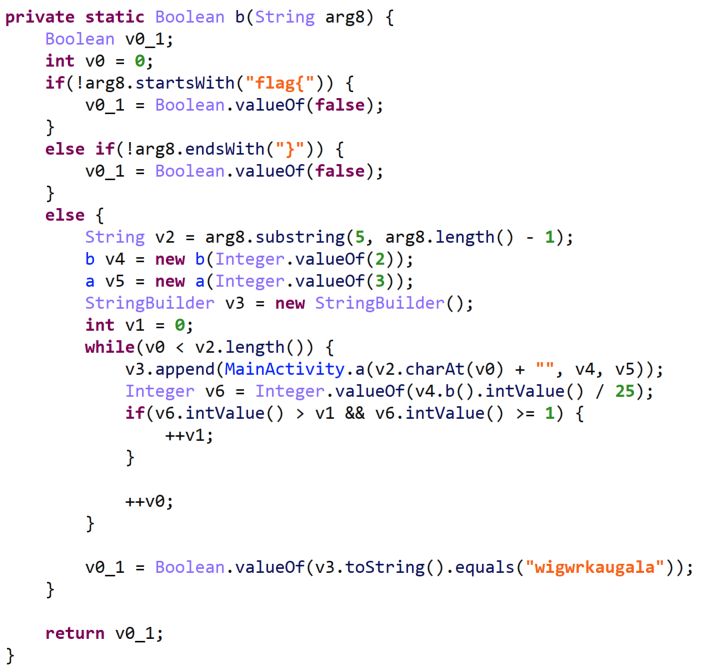 private static Boolean b(String arg8) {
    Boolean v0_1;
    int v0 = 0;
    if(!arg8.startsWith("flag{")) {
        v0_1 = Boolean.valueOf(false);
    }
    else if(!arg8.endsWith("}")) {
        v0_1 = Boolean.valueOf(false);
    }
    else {
        String v2 = arg8.substring(5, arg8.length() - 1);
        b v4 = new b(Integer.valueOf(2));
        a v5 = new a(Integer.valueOf(3));
        StringBuilder v3 = new StringBuilder();
        int v1 = 0;
        while(v0 < v2.length()) {
            v3.append(MainActivity.a(v2.charAt(v0) + "", v4, v5));
            Integer v6 = Integer.valueOf(v4.b().intValue() / 25);
            if(v6.intValue() > v1 && v6.intValue() >= 1) {
                ++v1;
            }

            ++v0;
        }

        v0_1 = Boolean.valueOf(v3.toString().equals("wigwrkaugala"));
    }

    return v0_1;
}